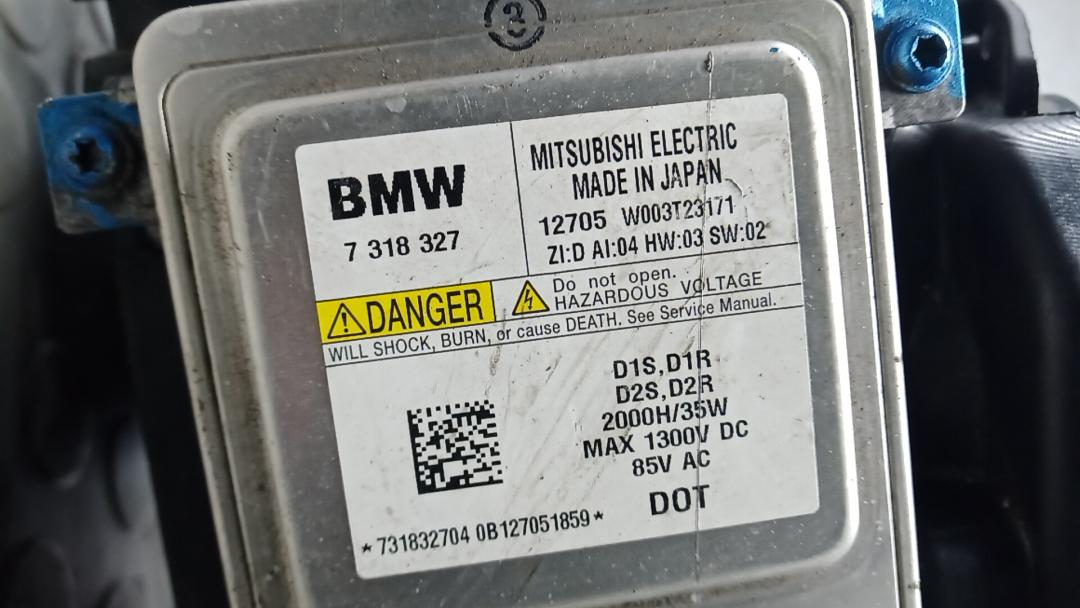 3
BMW
7 318 327
MITSUBISHI ELECTRIC
MADE IN JAPAN
12705 W003T23171
ZI:D AI:04 HW:03 SW:02
DANGER
Do not open.
HAZARDOUS VOLTAGE
WILL SHOCK, BURN, or cause DEATH. See Service Manual.
D1S,D1R
D2S,D2R
2000H/35W
MAX 1300V DC
85V AC
DOT
*731832704 0B127051859*